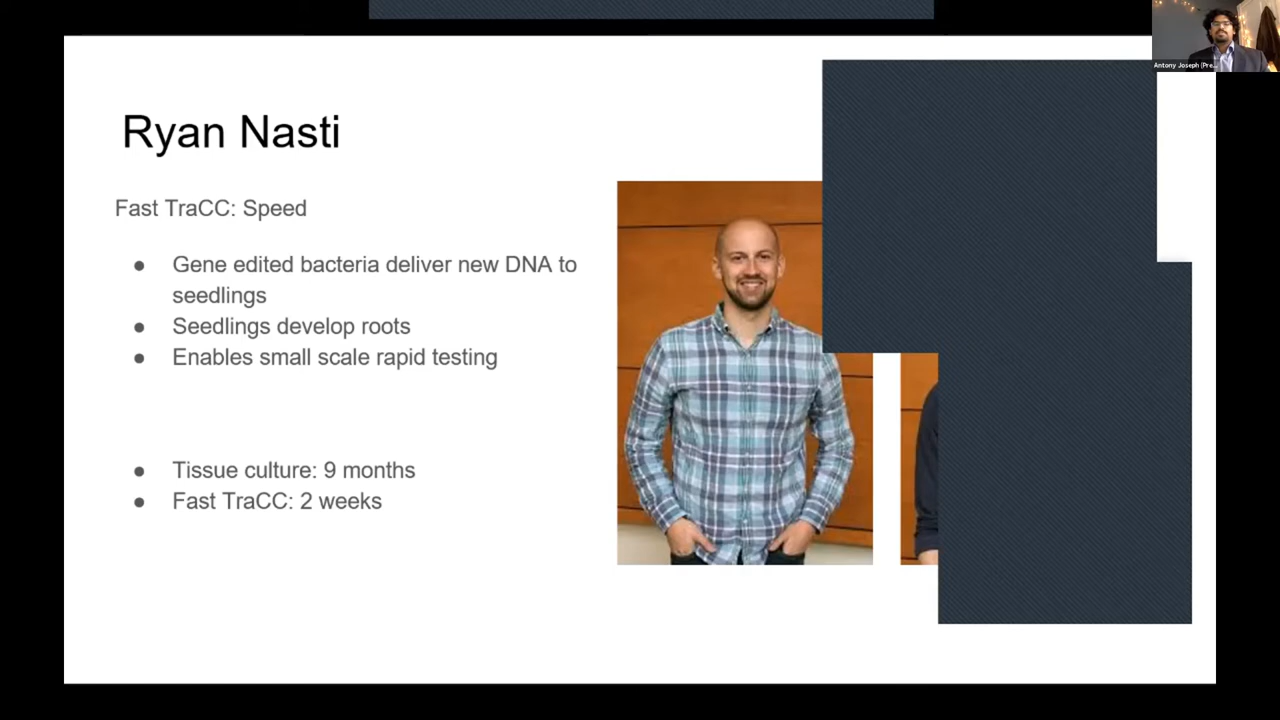 Antony Joseph (Pre...
Ryan Nasti
Fast TraCC: Speed
● Gene edited bacteria deliver new DNA to
seedlings
● Seedlings develop roots
● Enables small scale rapid testing
● Tissue culture: 9 months
● Fast TraCC: 2 weeks